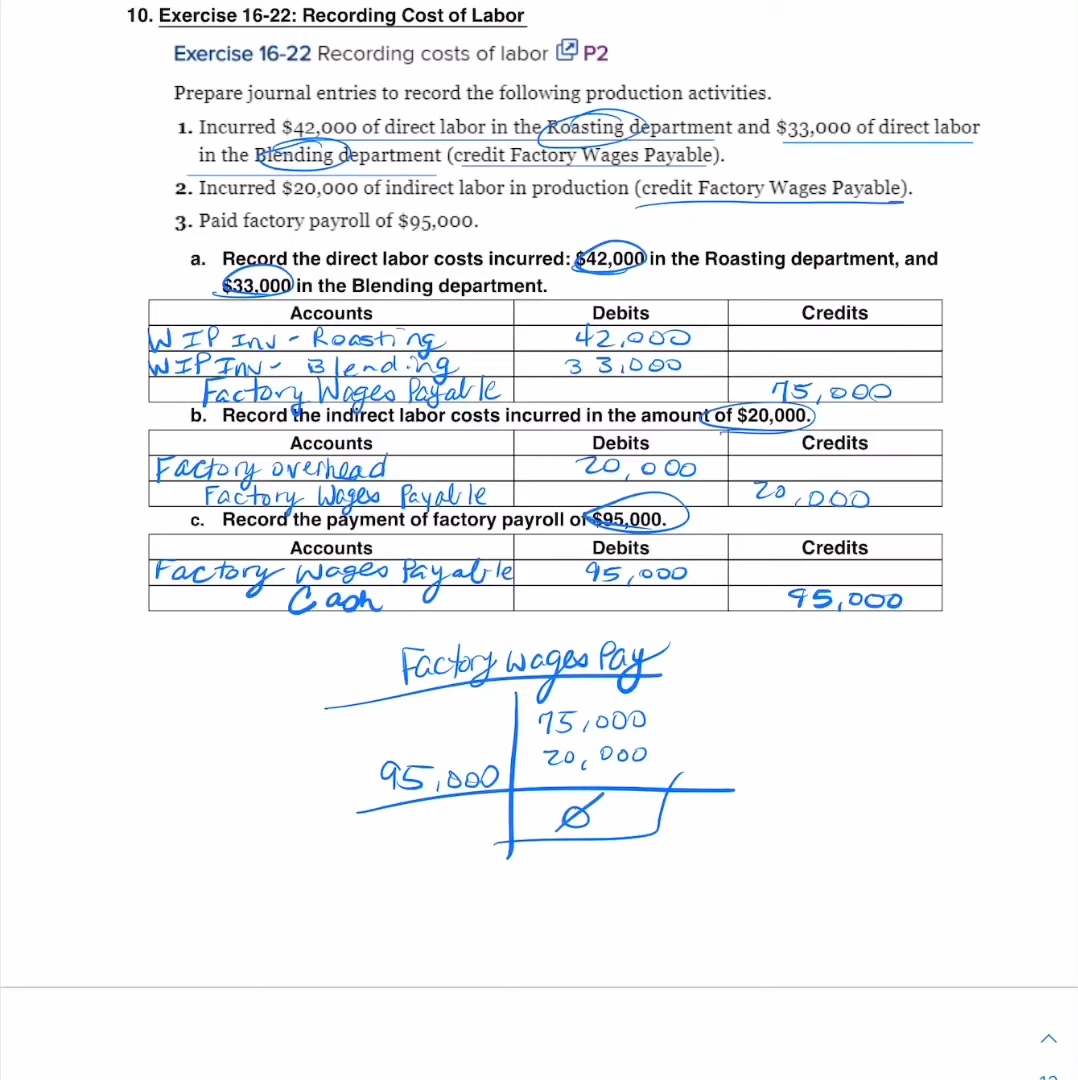 10. Exercise 16-22: Recording Cost of Labor
Exercise 16-22 Recording costs of labor P2
Prepare journal entries to record the following production activities.
1. Incurred $42,000 of direct labor in the Roasting department and $33,000 of direct labor
in the Blending department (credit Factory Wages Payable).
2. Incurred $20,000 of indirect labor in production (credit Factory Wages Payable).
3. Paid factory payroll of $95,000.
a. Record the direct labor costs incurred: $42,000 in the Roasting department, and
$33,000 in the Blending department.
Accounts Debits Credits
WIP Inv - Roasting 42,000
WIP Inv - Blending 33,000
Factory Wages Payable 75,000
b. Record the indirect labor costs incurred in the amount of $20,000.
Accounts Debits Credits
Factory overhead 20,000
Factory Wages Payable 20,000
c. Record the payment of factory payroll of $95,000.
Accounts Debits Credits
Factory Wages Payable 95,000
Cash 95,000
Factory wages Pay
75,000
20,000
95,000
0